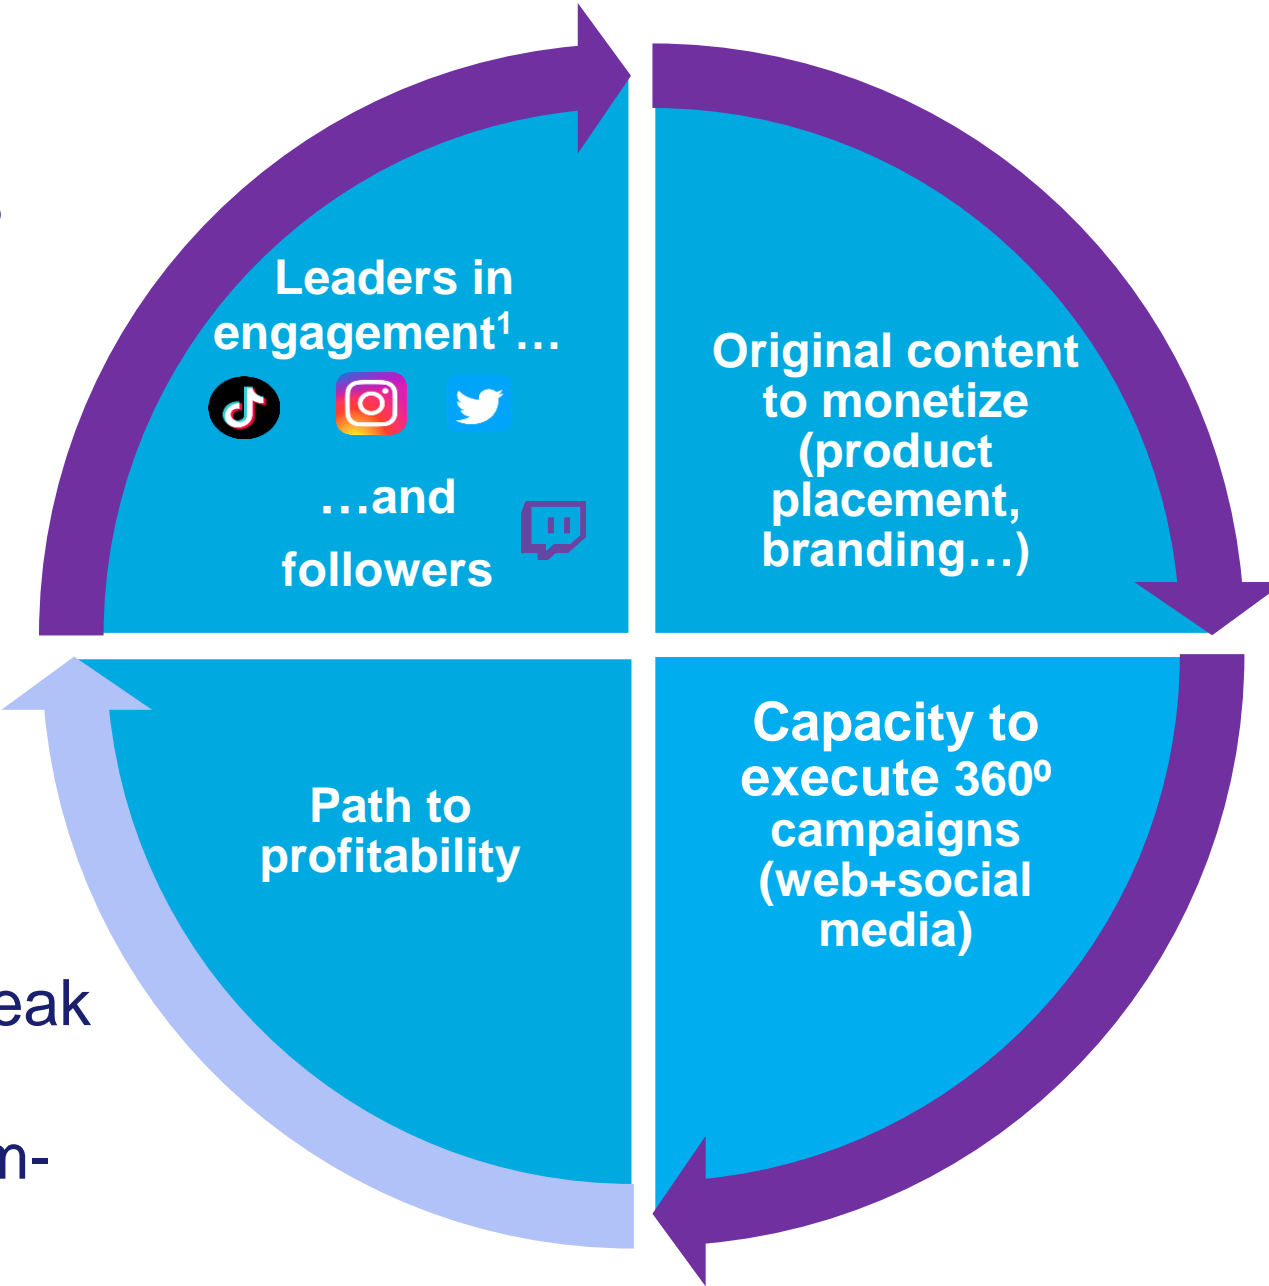 Leaders in
engagement¹…
…and
followers
Original content
to monetize
(product
placement,
branding…)
Capacity to
execute 360º
campaigns
(web+social
media)
Path to
profitability
eak
m-